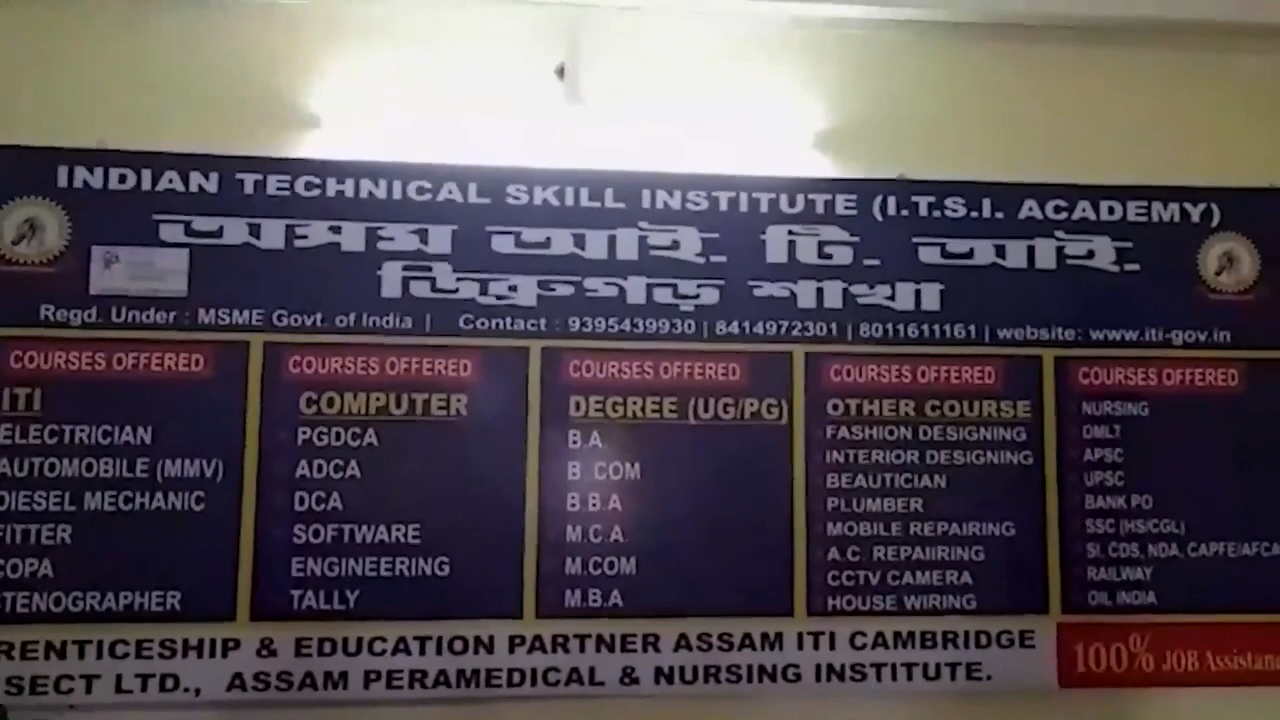 INDIAN TECHNICAL SKILL INSTITUTE (I.T.S.I. ACADEMY)
অসম আই. টি. আই.
ডিব্ৰুগড় শাখা
Regd. Under : MSME Govt. of India | Contact : 9395439930 | 8414972301 | 8011611161 | website: www.iti-gov.in
COURSES OFFERED
ITI
ELECTRICIAN
AUTOMOBILE (MMV)
DIESEL MECHANIC
FITTER
COPA
STENOGRAPHER
COURSES OFFERED
COMPUTER
PGDCA
ADCA
DCA
SOFTWARE
ENGINEERING
TALLY
COURSES OFFERED
DEGREE (UG/PG)
B.A.
B.COM
B.B.A
M.C.A.
M.COM
M.B.A
COURSES OFFERED
OTHER COURSE
FASHION DESIGNING
INTERIOR DESIGNING
BEAUTICIAN
PLUMBER
MOBILE REPAIRING
A.C. REPAIIRING
CCTV CAMERA
HOUSE WIRING
COURSES OFFERED
NURSING
DMLT
APSC
UPSC
BANK PO
SSC (HS/CGL)
SI, CDS, NDA, CAPFE/AFCA
RAILWAY
OIL INDIA
RENTICESHIP & EDUCATION PARTNER ASSAM ITI CAMBRIDGE
SECT LTD., ASSAM PERAMEDICAL & NURSING INSTITUTE.
100% JOB Assistan